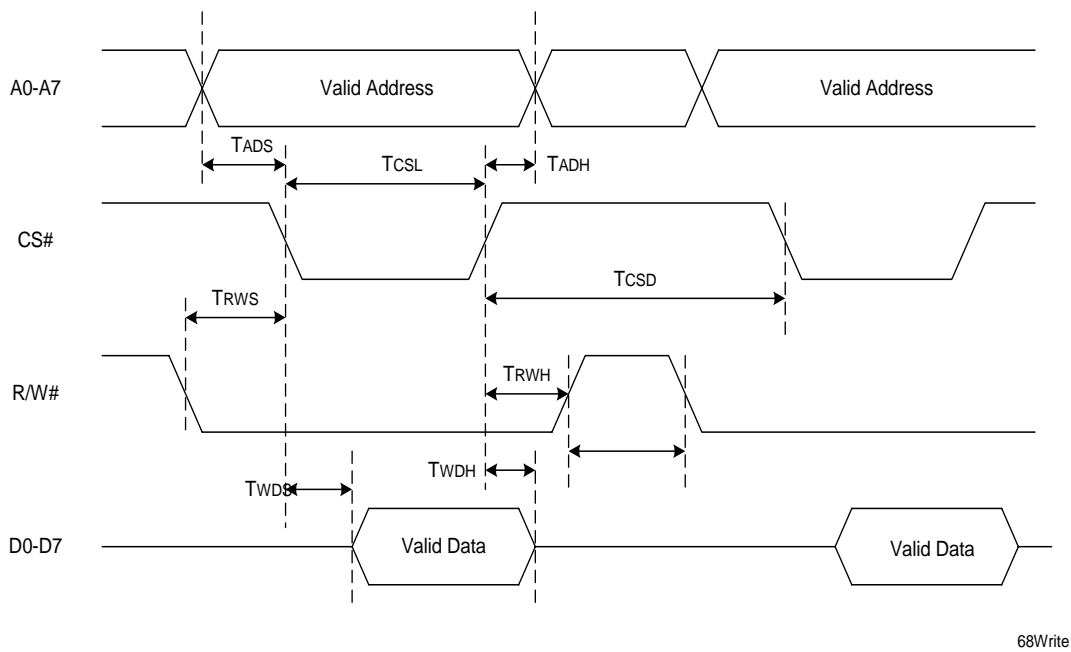 A0-A7
Valid Address
Valid Address
TADS
TCSL
TADH
CS#
TCSD
TRWS
R/W#
TRWH
TWDH
TWDS
D0-D7
Valid Data
Valid Data
68Write